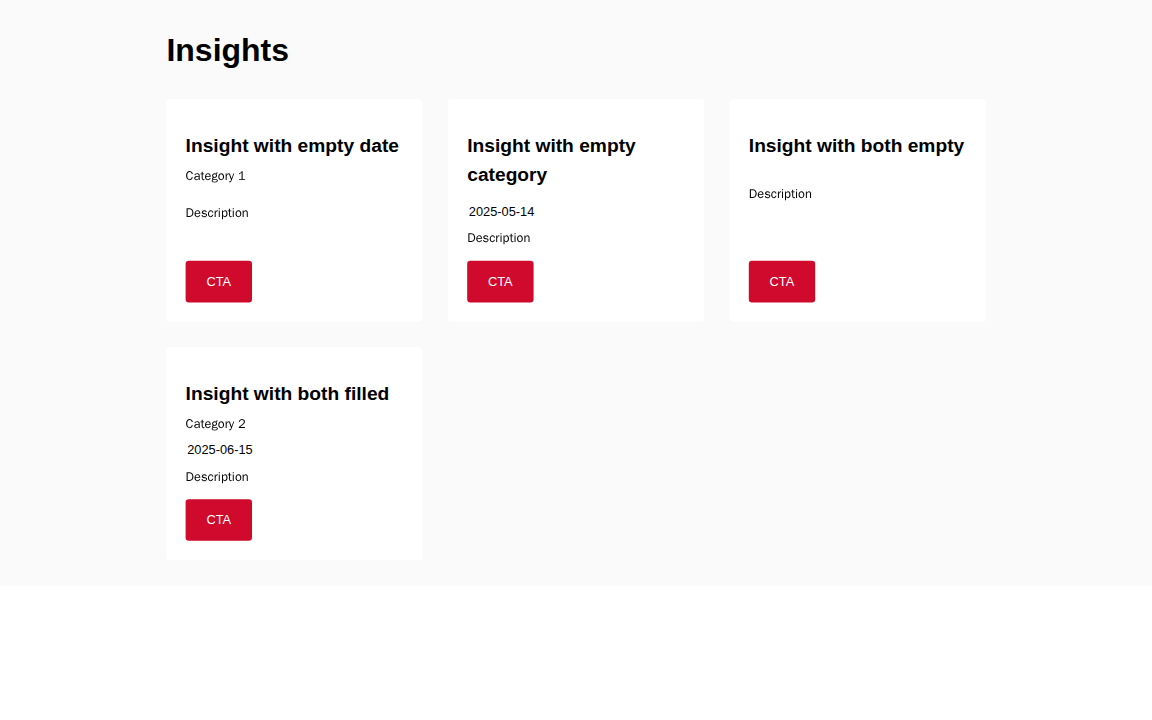 Insights
Insight with empty date
Category 1
Description
CTA
Insight with empty
category
2025-05-14
Description
CTA
Insight with both empty
Description
CTA
Insight with both filled
Category 2
2025-06-15
Description
CTA